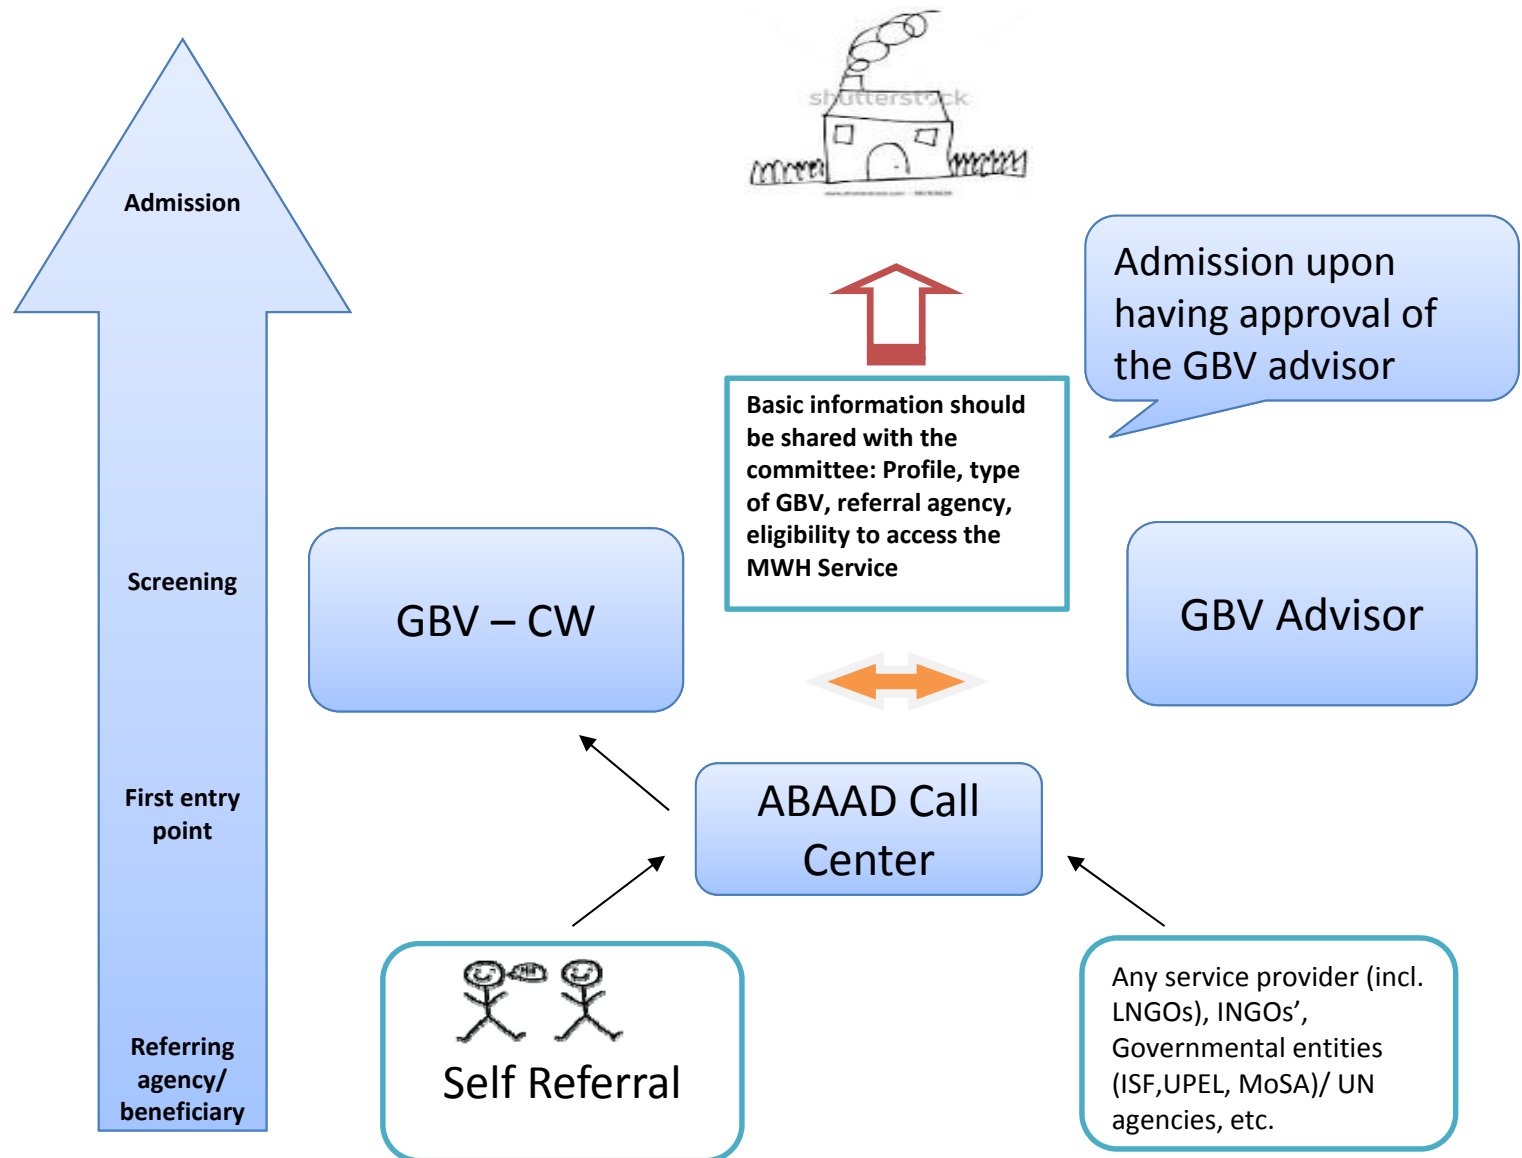 shutterstock
Admission
Admission upon
having approval of
the GBV advisor
Basic information should
be shared with the
committee: Profile, type
of GBV, referral agency,
eligibility to access the
MWH Service
Screening
GBV – CW
GBV Advisor
First entry
point
ABAAD Call
Center
Referring
agency/
beneficiary
Self Referral
Any service provider (incl.
LNGOs), INGOs’,
Governmental entities
(ISF,UPEL, MoSA)/ UN
agencies, etc.